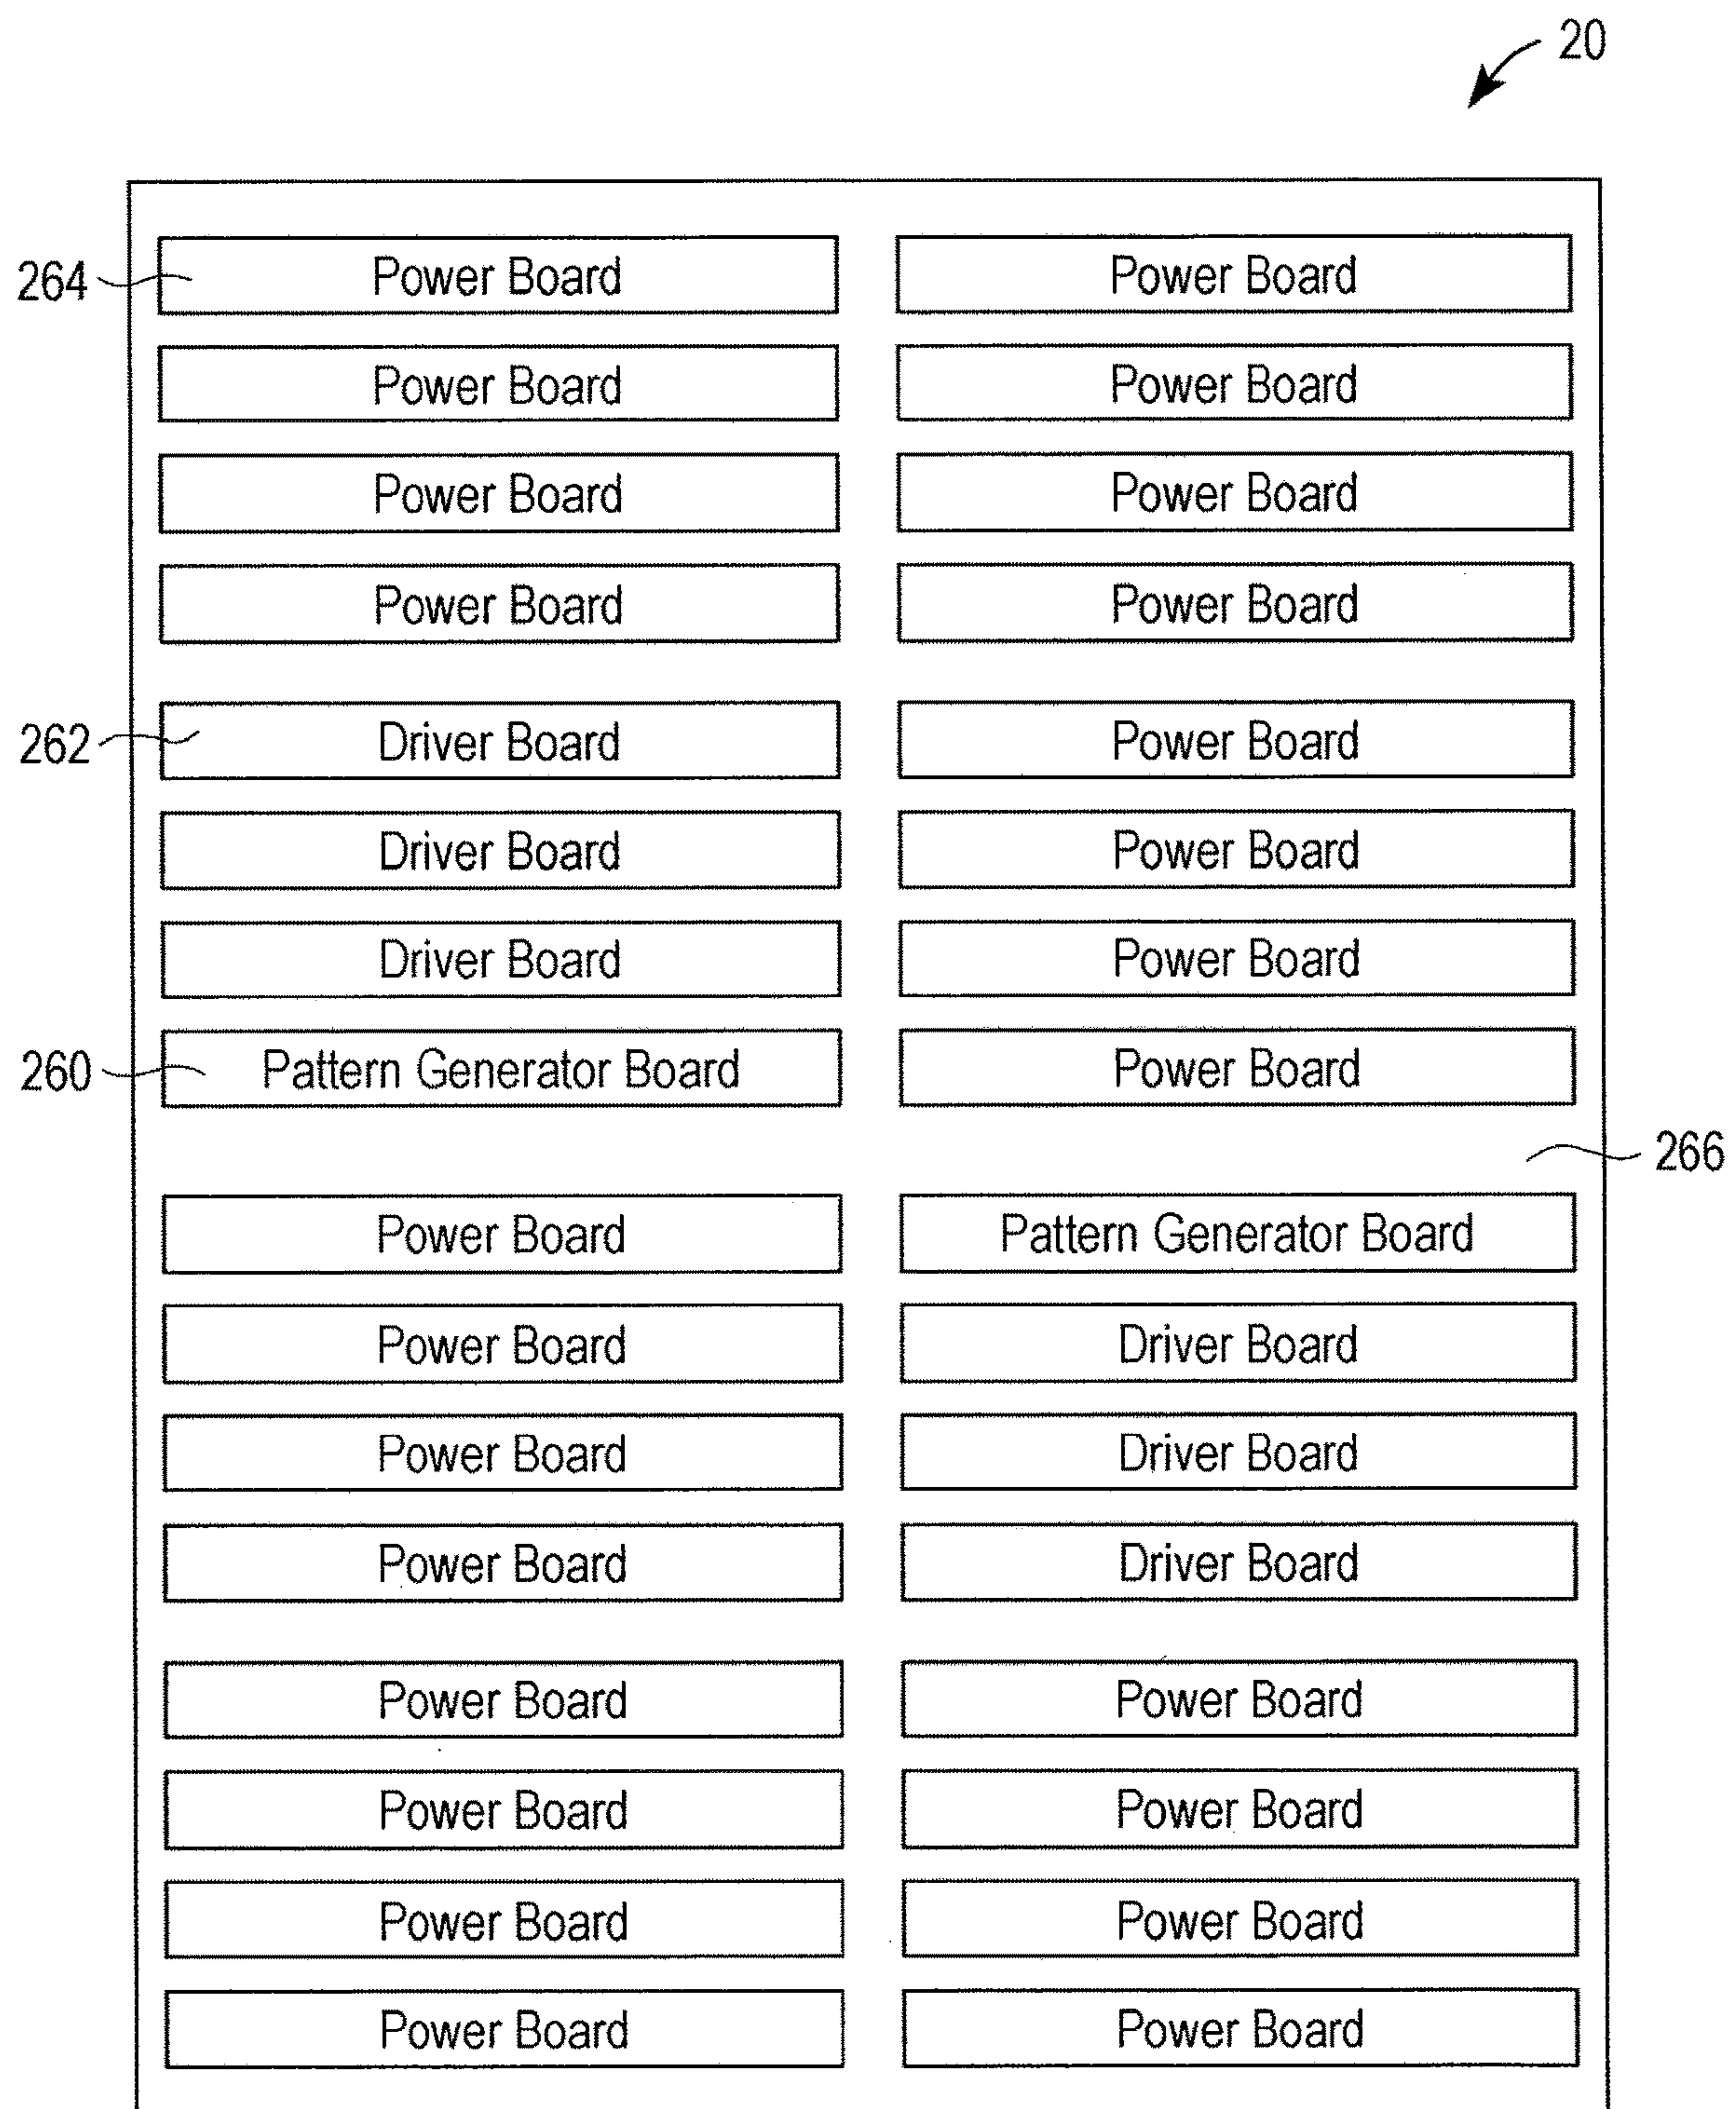 20
264 Power Board Power Board
Power Board Power Board
Power Board Power Board
Power Board Power Board
262 Driver Board Power Board
Driver Board Power Board
Driver Board Power Board
260 Pattern Generator Board Power Board
266
Power Board Pattern Generator Board
Power Board Driver Board
Power Board Driver Board
Power Board Driver Board
Power Board Power Board
Power Board Power Board
Power Board Power Board
Power Board Power Board